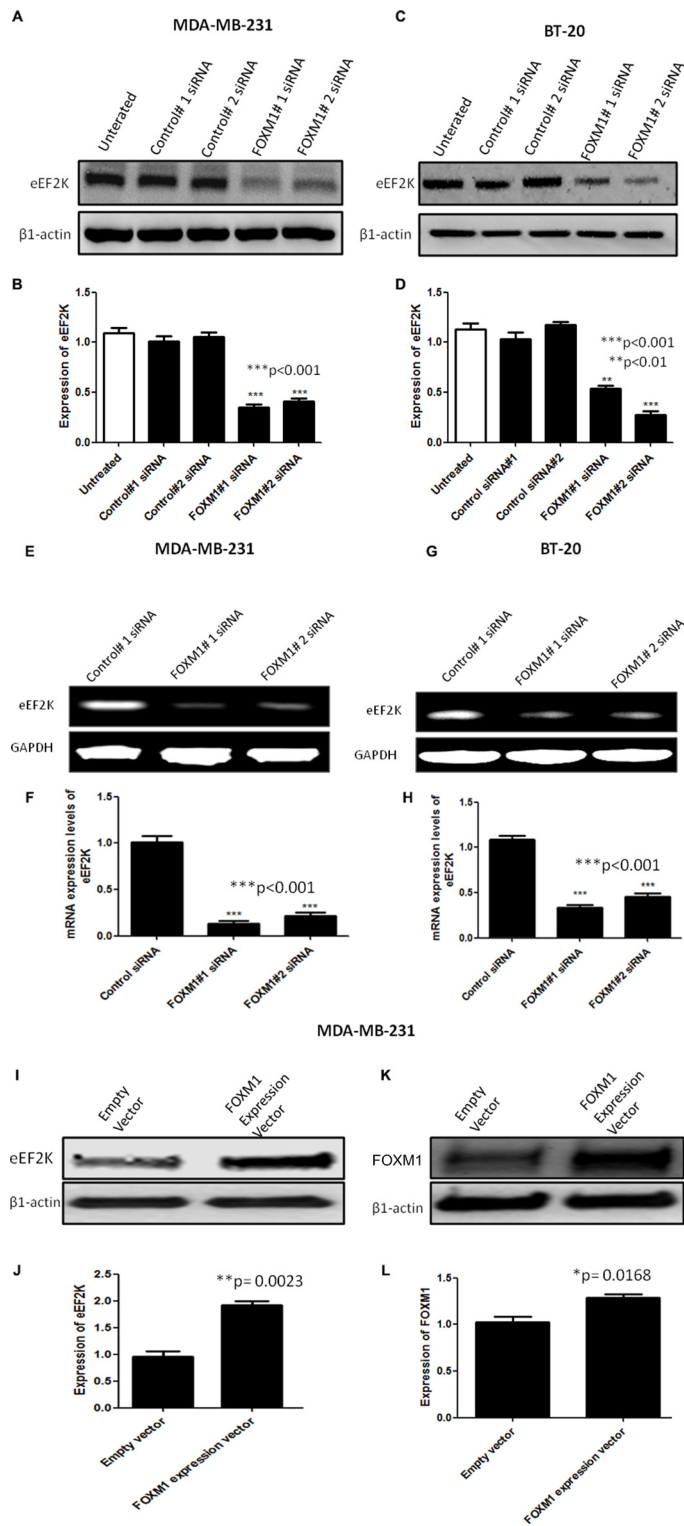 A
MDA-MB-231
C
BT-20
Unterated
Control# 1 siRNA
Control# 2 siRNA
FOXM1# 1 siRNA
FOXM1# 2 siRNA
Unterated
Control# 1 siRNA
Control# 2 siRNA
FOXM1# 1 siRNA
FOXM1# 2 siRNA
eEF2K
eEF2K
β1-actin
β1-actin
B
D
Expression of eEF2K
1.5
1.0
0.5
0.0
***p<0.001
***
***
Untreated
Control#1 siRNA
Control#2 siRNA
FOXM1#1 siRNA
FOXM1#2 siRNA
Expression of eEF2K
1.5
1.0
0.5
0.0
***p<0.001
**p<0.01
**
***
Untreated
Control siRNA#1
Control siRNA#2
FOXM1#1 siRNA
FOXM1#2 siRNA
E
MDA-MB-231
G
BT-20
Control# 1 siRNA
FOXM1# 1 siRNA
FOXM1# 2 siRNA
Control# 1 siRNA
FOXM1# 1 siRNA
FOXM1# 2 siRNA
eEF2K
eEF2K
GAPDH
GAPDH
F
H
mRNA expression levels of
eEF2K
1.5
1.0
0.5
0
***p<0.001
***
***
Control siRNA
FOXM1#1 siRNA
FOXM1#2 siRNA
mRNA expression levels of
eEF2K
1.5
1.0
0.5
0.0
***p<0.001
***
***
Control siRNA
FOXM1#1 siRNA
FOXM1#2 siRNA
MDA-MB-231
I
K
Empty
Vector
FOXM1
Expression
Vector
Empty
Vector
FOXM1
Expression
Vector
eEF2K
FOXM1
β1-actin
β1-actin
J
L
Expression of eEF2K
2.5
2.0
1.5
1.0
0.5
0.0
**p= 0.0023
Empty vector
FOXM1 expression vector
Expression of FOXM1
1.5
1.0
0.5
0.0
*p= 0.0168
Empty vector
FOXM1 expression vector